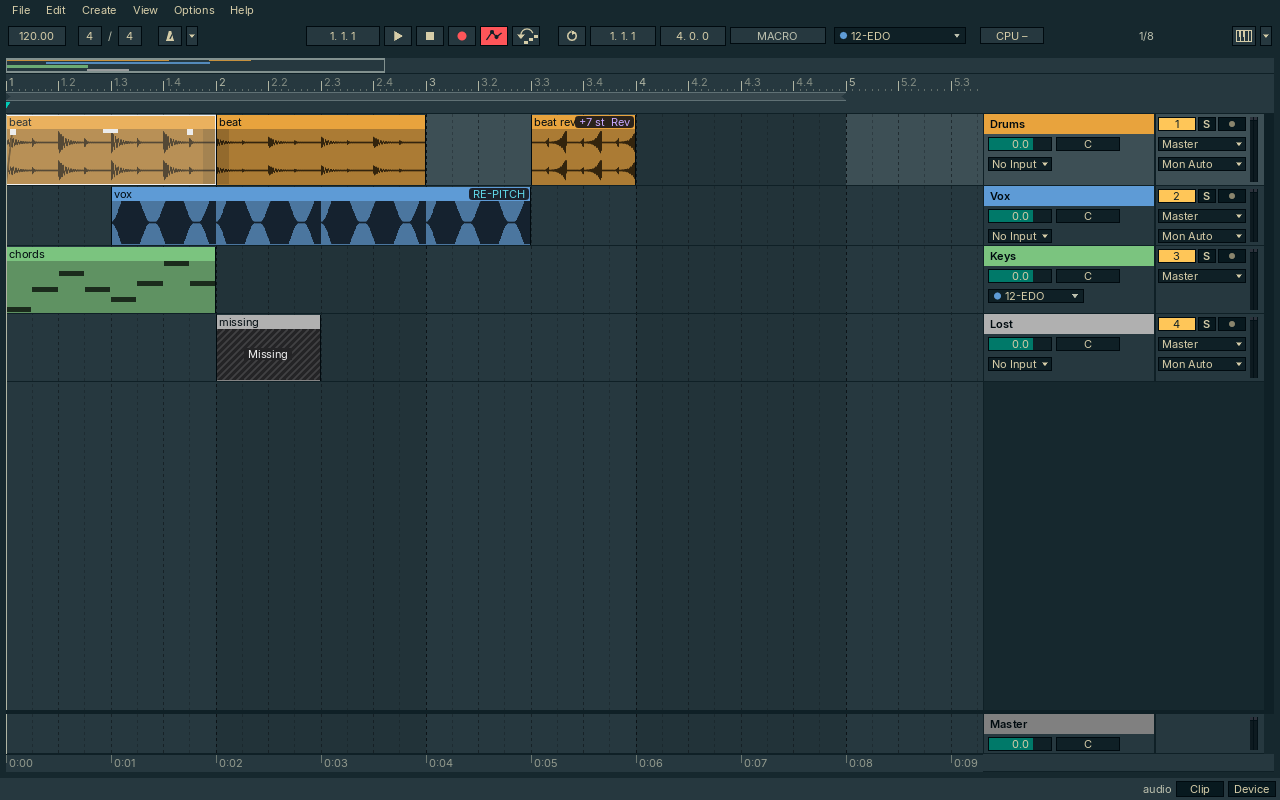 File Edit Create View Options Help
120.00 4 / 4 1. 1. 1 1. 1. 1 4. 0. 0 MACRO 12-EDO CPU – 1/8
1 1.2 1.3 1.4 2 2.2 2.3 2.4 3 3.2 3.3 3.4 4 4.2 4.3 4.4 5 5.2 5.3
beat beat beat rev +7 st Rev Drums 1 S
0.0 C Master
No Input Mon Auto
vox RE-PITCH Vox 2 S
0.0 C Master
No Input Mon Auto
chords Keys 3 S
0.0 C Master
12-EDO
missing Lost 4 S
0.0 C Master
Missing
No Input Mon Auto
Master
0.0 C
0:00 0:01 0:02 0:03 0:04 0:05 0:06 0:07 0:08 0:09
audio Clip Device